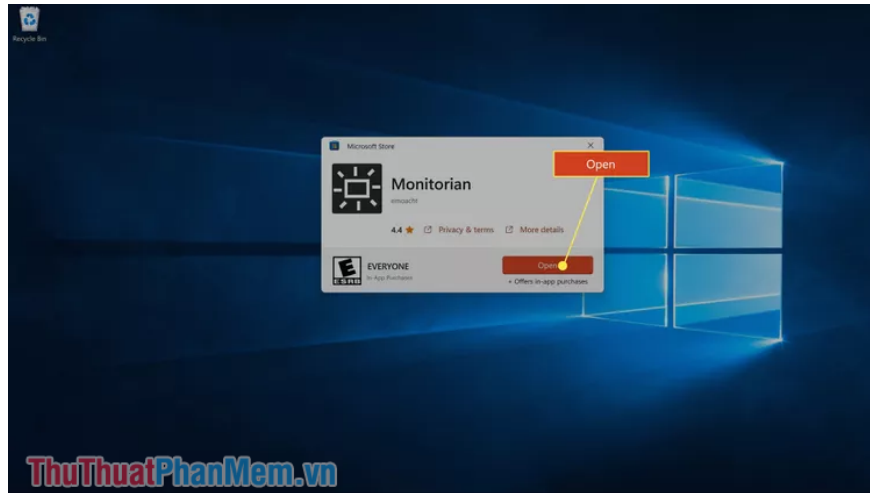 Recycle Bin
Microsoft Store
Open
Monitorian
emoacht
4.4 Privacy & terms More details
EVERYONE
In-App Purchases
ESRB
Open
+ Offers in-app purchases
ThuThuatPhanMem.vn